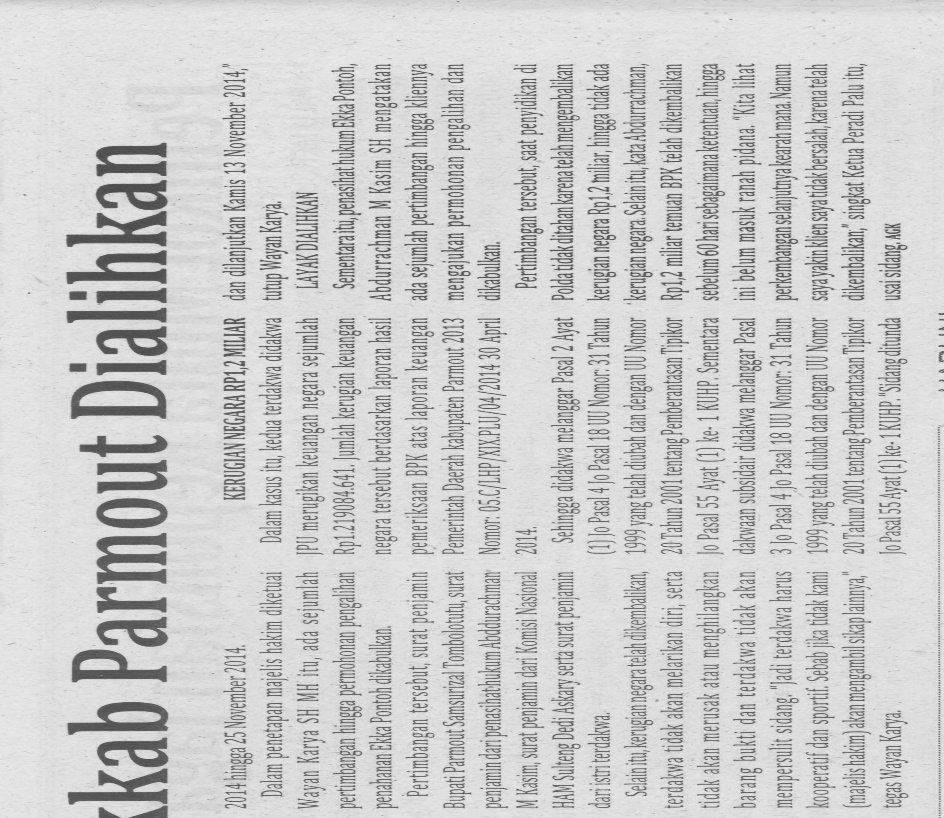 kkab Parmout Dialihkan
2014 hingga 25 November 2014.
Dalam penetapan majelis hakim diketuai
Wayan Karya SH MH itu, ada sejumlah
pertimbangan hingga permohonan pengalihan
penahanan Ekka Pontoh dikabulkan.
Pertimbangan tersebut, surat penjamin
Bupati Parmout Samsurizal Tombolotutu, surat
penjamin dari penasihat hukum Abddurachman
M Kasim, surat penjamin dari Komisi Nasional
HAM Sulteng Dedi Askary serta surat penjamin
dari istri terdakwa.
Selain itu, kerugian negara telah dikembalikan,
terdakwa tidak akan melarikan diri, serta
tidak akan merusak atau menghilangkan
barang bukti dan terdakwa tidak akan
mempersulit sidang. "Jadi terdakwa harus
kooperatif dan sportif. Sebab jika tidak kami
(majelis hakim) akan mengambil sikap lainnya,"
tegas Wayan Karya.
KERUGIAN NEGARA RP1,2 MILIAR
Dalam kasus itu, kedua terdakwa didakwa
JPU merugikan keuangan negara sejumlah
Rp1.219084.641. Jumlah kerugian keuangan
negara tersebut berdasarkan laporan hasil
pemeriksaan BPK atas laporan keuangan
Pemerintah Daerah kabupaten Parmout 2013
Nomor: 05.C/LHP/XIX.PLU/04/2014 30 April
2014.
Sehingga didakwa melanggar Pasal 2 Ayat
(1) Jo Pasal 4 Jo Pasal 18 UU Nomor: 31 Tahun
1999 yang telah diubah dan dengan UU Nomor
20 Tahun 2001 tentang Pemberantasan Tipikor
Jo Pasal 55 Ayat (1) ke- 1 KUHP. Sementara
dakwaan subsidair didakwa melanggar Pasal
3 Jo Pasal 4 Jo Pasal 18 UU Nomor: 31 Tahun
1999 yang telah diubah dan dengan UU Nomor
20 Tahun 2001 tentang Pemberantasan Tipikor
Jo Pasal 55 Ayat (1) ke- 1 KUHP. "Sidang ditunda
dan dilanjutkan Kamis 13 November 2014,"
tutup Wayan Karya.
LAYAK DIALIHKAN
Sementara itu, penasihat hukum Ekka Pontoh,
Abdurrachman M Kasim SH mengatakan
ada sejumlah pertimbangan hingga kliennya
mengajukan permohonan pengalihan dan
dikabulkan.
Pertimbangan tersebut, saat penyidikan di
Polda tidak ditahan karena telah mengembalikan
kerugian negara Rp1,2 miliar, hingga tidak ada
kerugian negara. Selain itu, kata Abdurrachman,
Rp1,2 miliar temuan BPK telah dikembalikan
sebelum 60 hari sebagaimana ketentuan, hingga
ini belum masuk ranah pidana. "Kita lihat
perkembangan selanjutnya kearah mana. Namun
saya yakin klien saya tidak bersalah, karena telah
dikembalikan," singkat Ketua Peradi Palu itu,
usai sidang. AGK